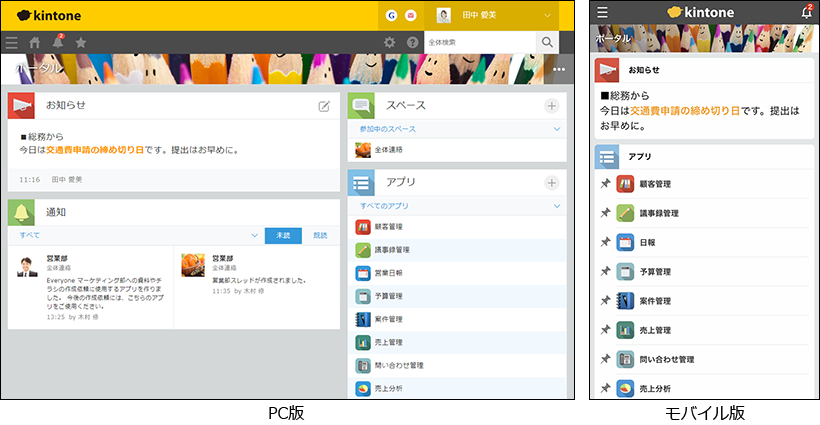 kintone
G
田中 愛美
2
全体検索
ポータル
お知らせ
■総務から
今日は交通費申請の締め切り日です。提出はお早めに。
11:16 田中 愛美
通知
すべて
未読
既読
営業部
全体連絡
Everyone マーケティング部への資料やチ
ラシの作成依頼に使用するアプリを作りま
した。 今後の作成依頼には、こちらのアプ
リをご使用ください。
13:25 by 木村 修
営業部
全体連絡
営業部スレッドが作成されました。
11:35 by 木村 修
スペース
参加中のスペース
全体連絡
アプリ
すべてのアプリ
顧客管理
議事録管理
営業日報
予算管理
案件管理
売上管理
問い合わせ管理
売上分析
PC版
kintone
2
ポータル
お知らせ
■総務から
今日は交通費申請の締め切り日です。提出は
お早めに。
アプリ
顧客管理
議事録管理
日報
予算管理
案件管理
売上管理
問い合わせ管理
売上分析
モバイル版